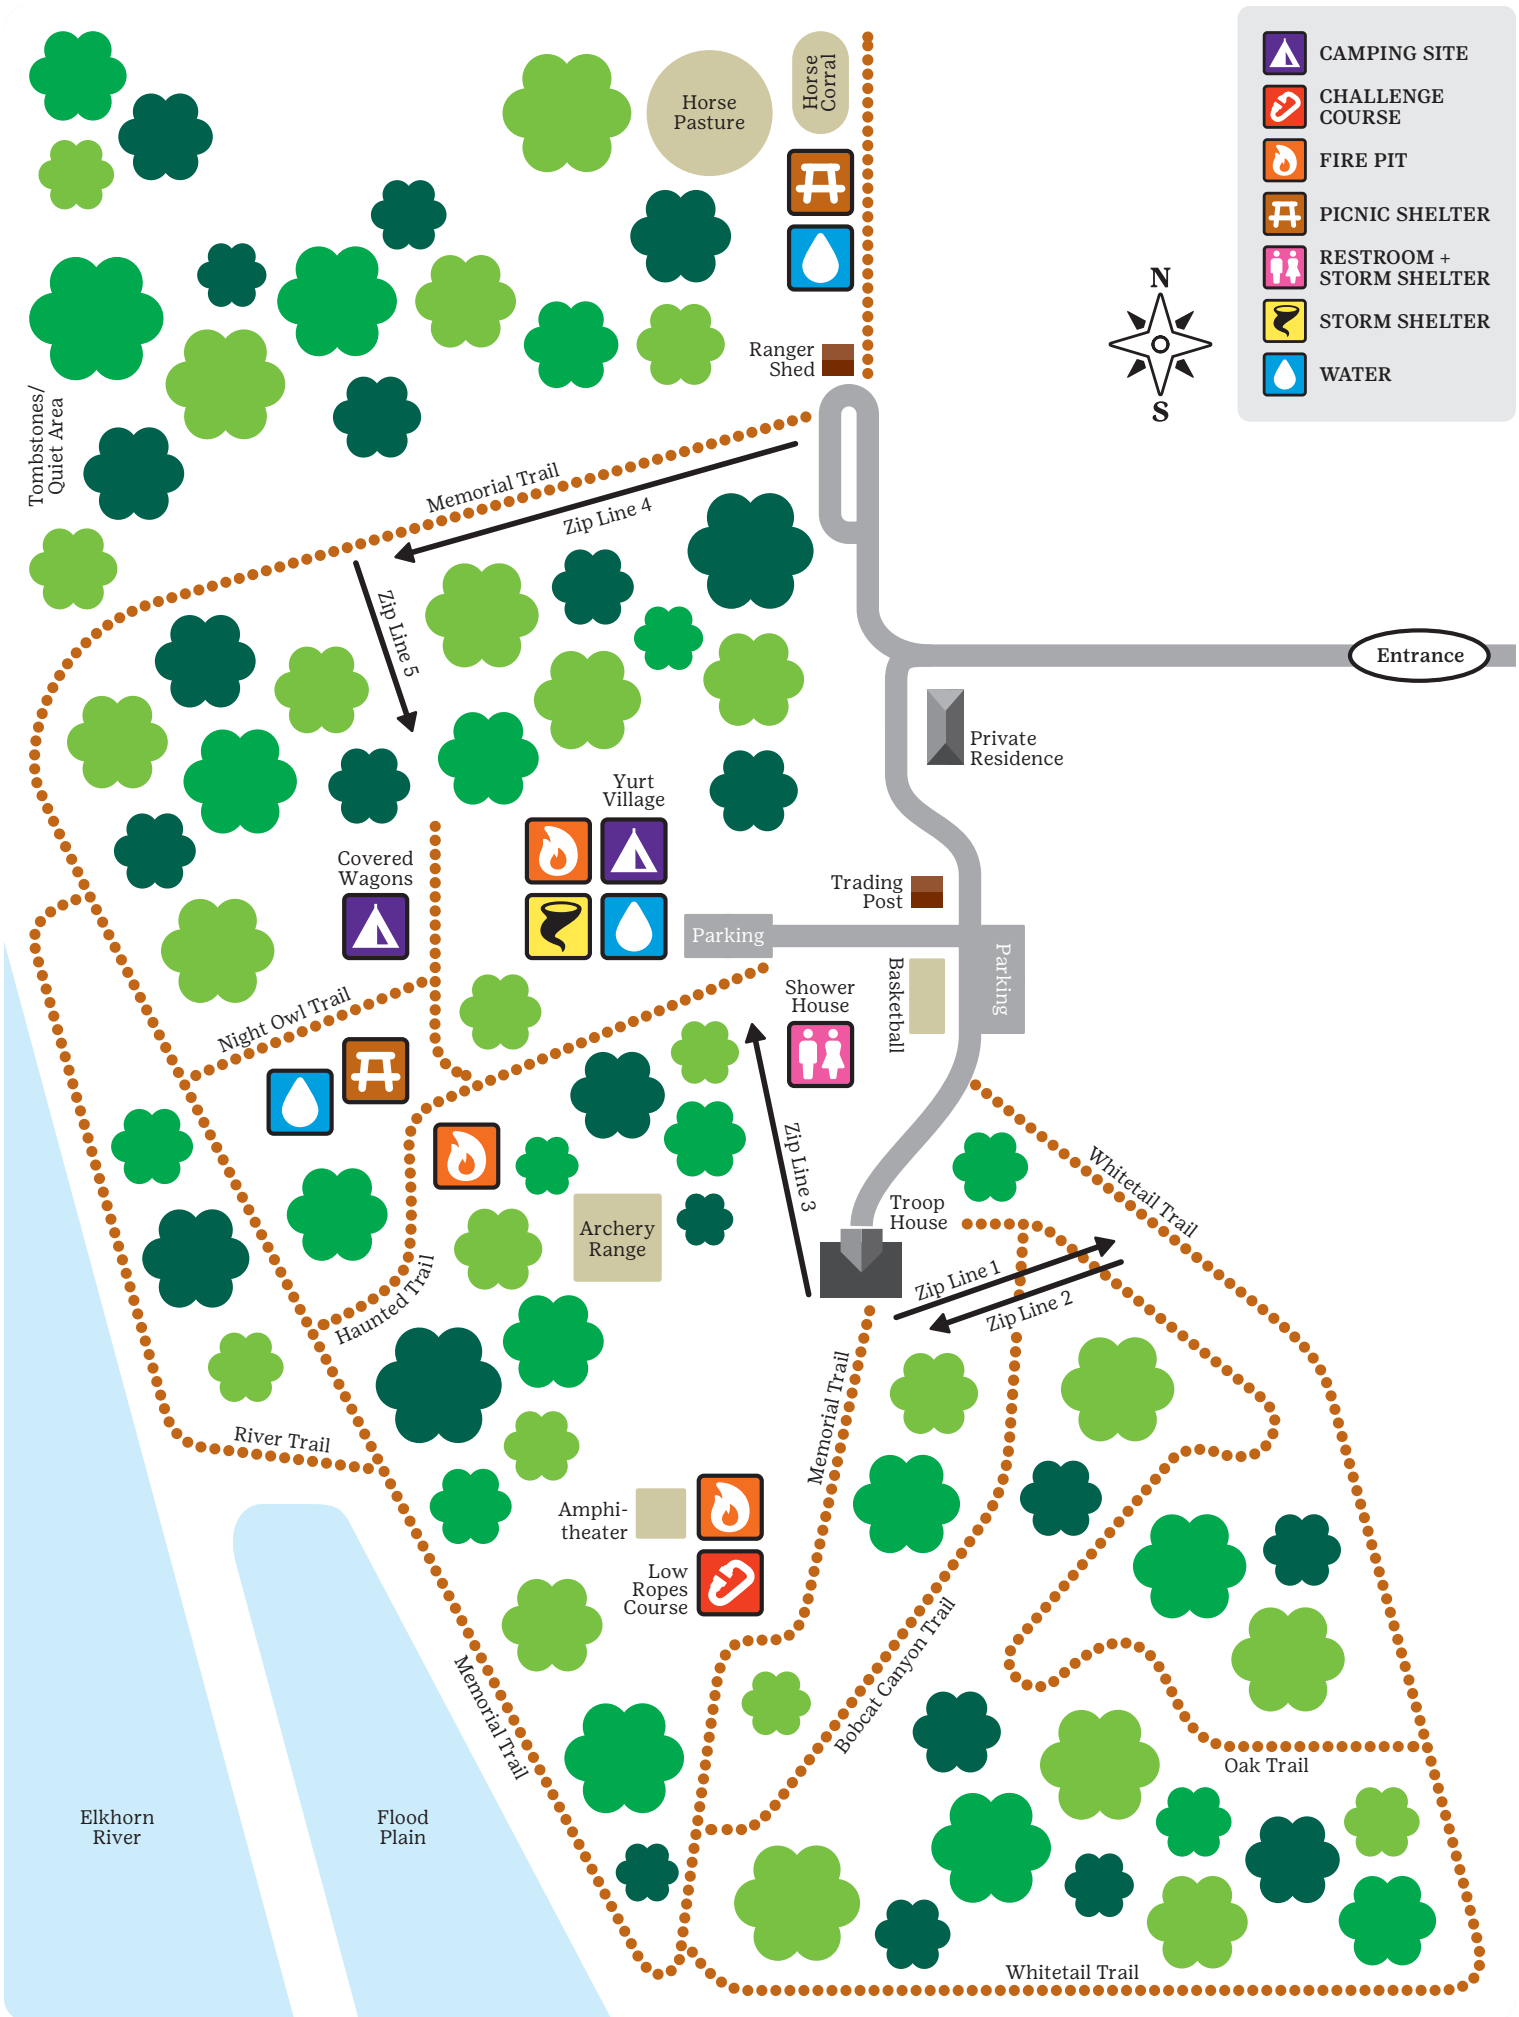 CAMPING SITE
CHALLENGE
COURSE
FIRE PIT
PICNIC SHELTER
RESTROOM +
STORM SHELTER
STORM SHELTER
WATER
N
S
Horse
Pasture
Horse
Corral
Ranger
Shed
Tombstones/
Quiet Area
Memorial Trail
Zip Line 4
Zip Line 5
Entrance
Private
Residence
Yurt
Village
Covered
Wagons
Trading
Post
Parking
Parking
Basketball
Shower
House
Night Owl Trail
Zip Line 3
Whitetail Trail
Troop
House
Archery
Range
Haunted Trail
Zip Line 1
Zip Line 2
Memorial Trail
River Trail
Amphi-
theater
Low
Ropes
Course
Bobcat Canyon Trail
Memorial Trail
Oak Trail
Elkhorn
River
Flood
Plain
Whitetail Trail